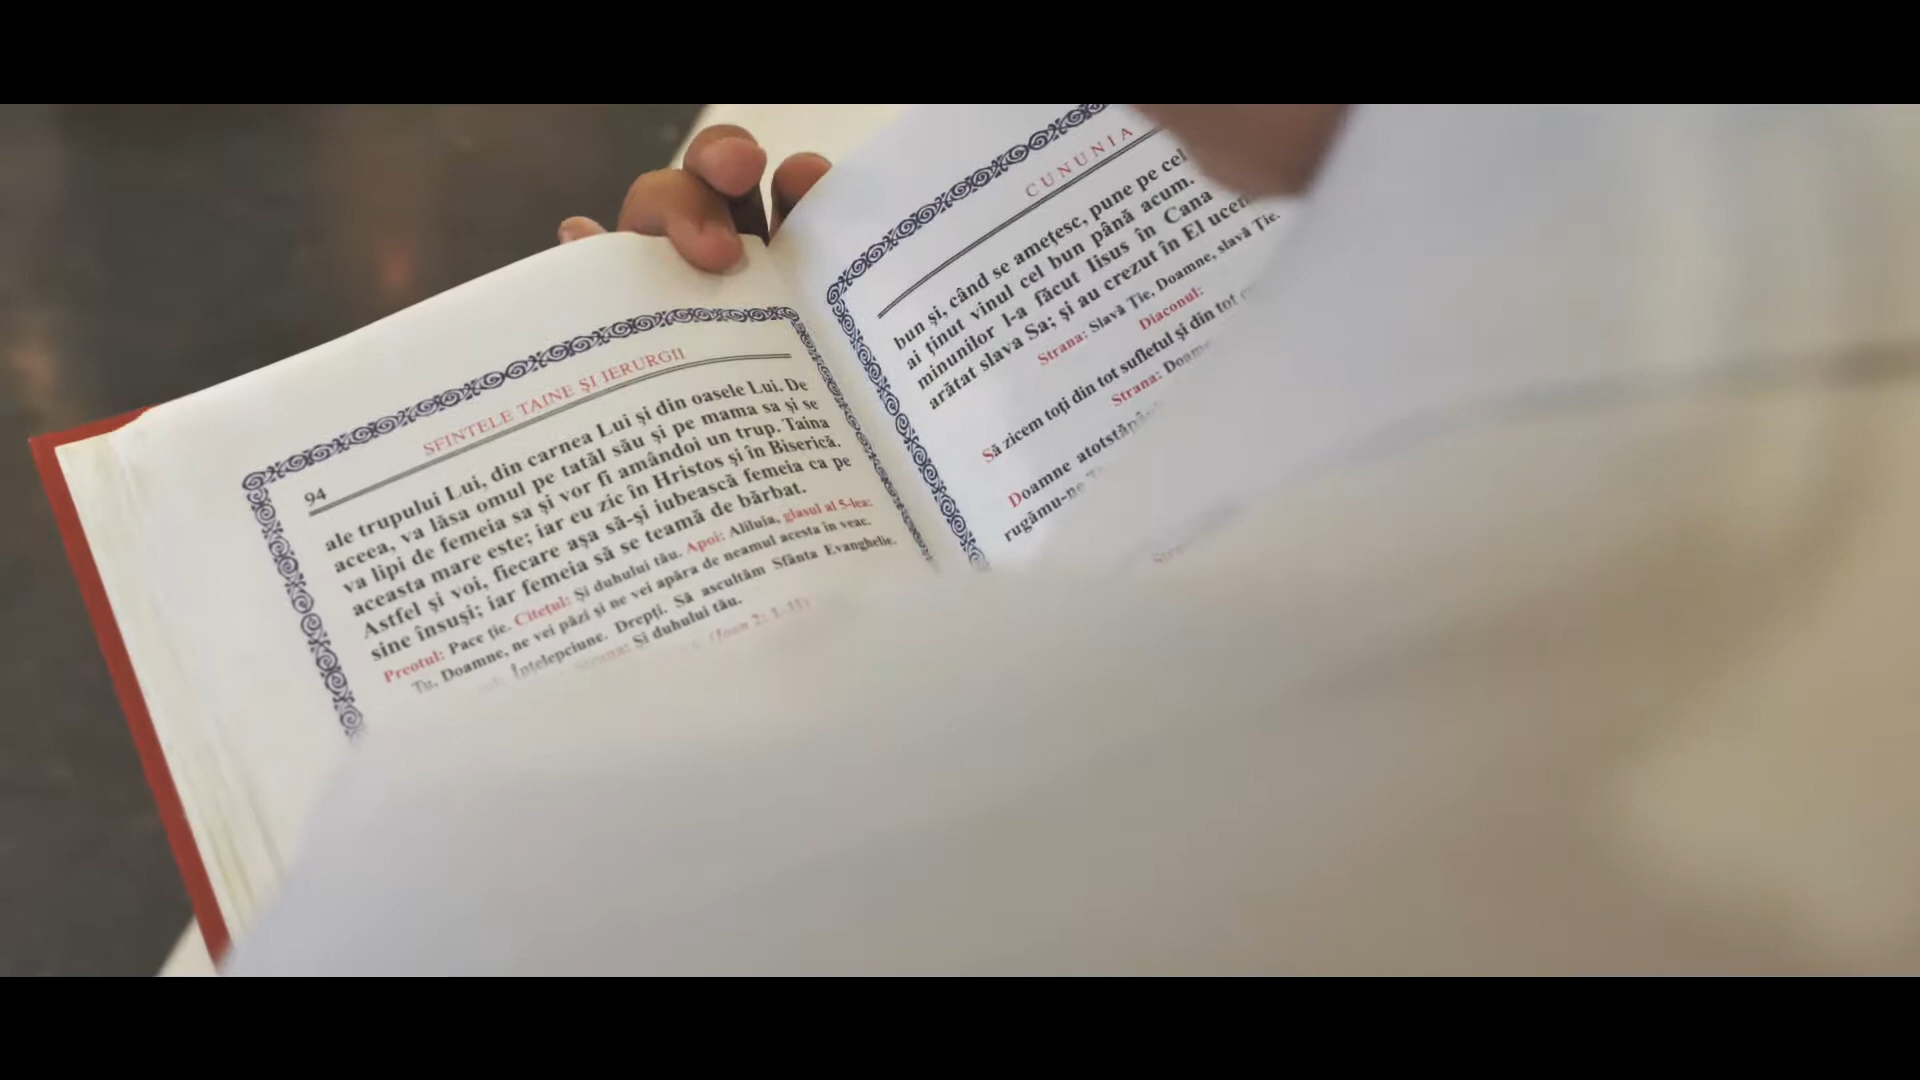 SFINTELE TAINE ŞI IERURGII
94
ale trupului Lui, din carnea Lui şi din oasele Lui. De
aceea, va lăsa omul pe tatăl său şi pe mama sa şi se
va lipi de femeia sa şi vor fi amândoi un trup. Taina
aceasta mare este; iar eu zic în Hristos şi în Biserică.
Astfel şi voi, fiecare aşa să-şi iubească femeia ca pe
sine însuşi; iar femeia să se teamă de bărbat.
Preotul: Pace ţie. Citeţul: Şi duhului tău. Apoi: Aliluia, glasul al 5-lea:
Tu, Doamne, ne vei păzi şi ne vei apăra de neamul acesta în veac.
Înţelepciune. Drepţi. Să ascultăm Sfânta Evanghelie.
Strana: Şi duhului tău.
(Ioan 2: 1-11)
CUNUNIA
bun şi, când se ameţesc, pune pe cel
ai ţinut vinul cel bun până acum.
minunilor l-a făcut Iisus în Cana
arătat slava Sa; şi au crezut în El
Strana: Slavă Ţie, Doamne, slavă Ţie.
Diaconul:
Să zicem toţi din tot sufletul şi din tot
Strana:
Doamne
rugămu-ne